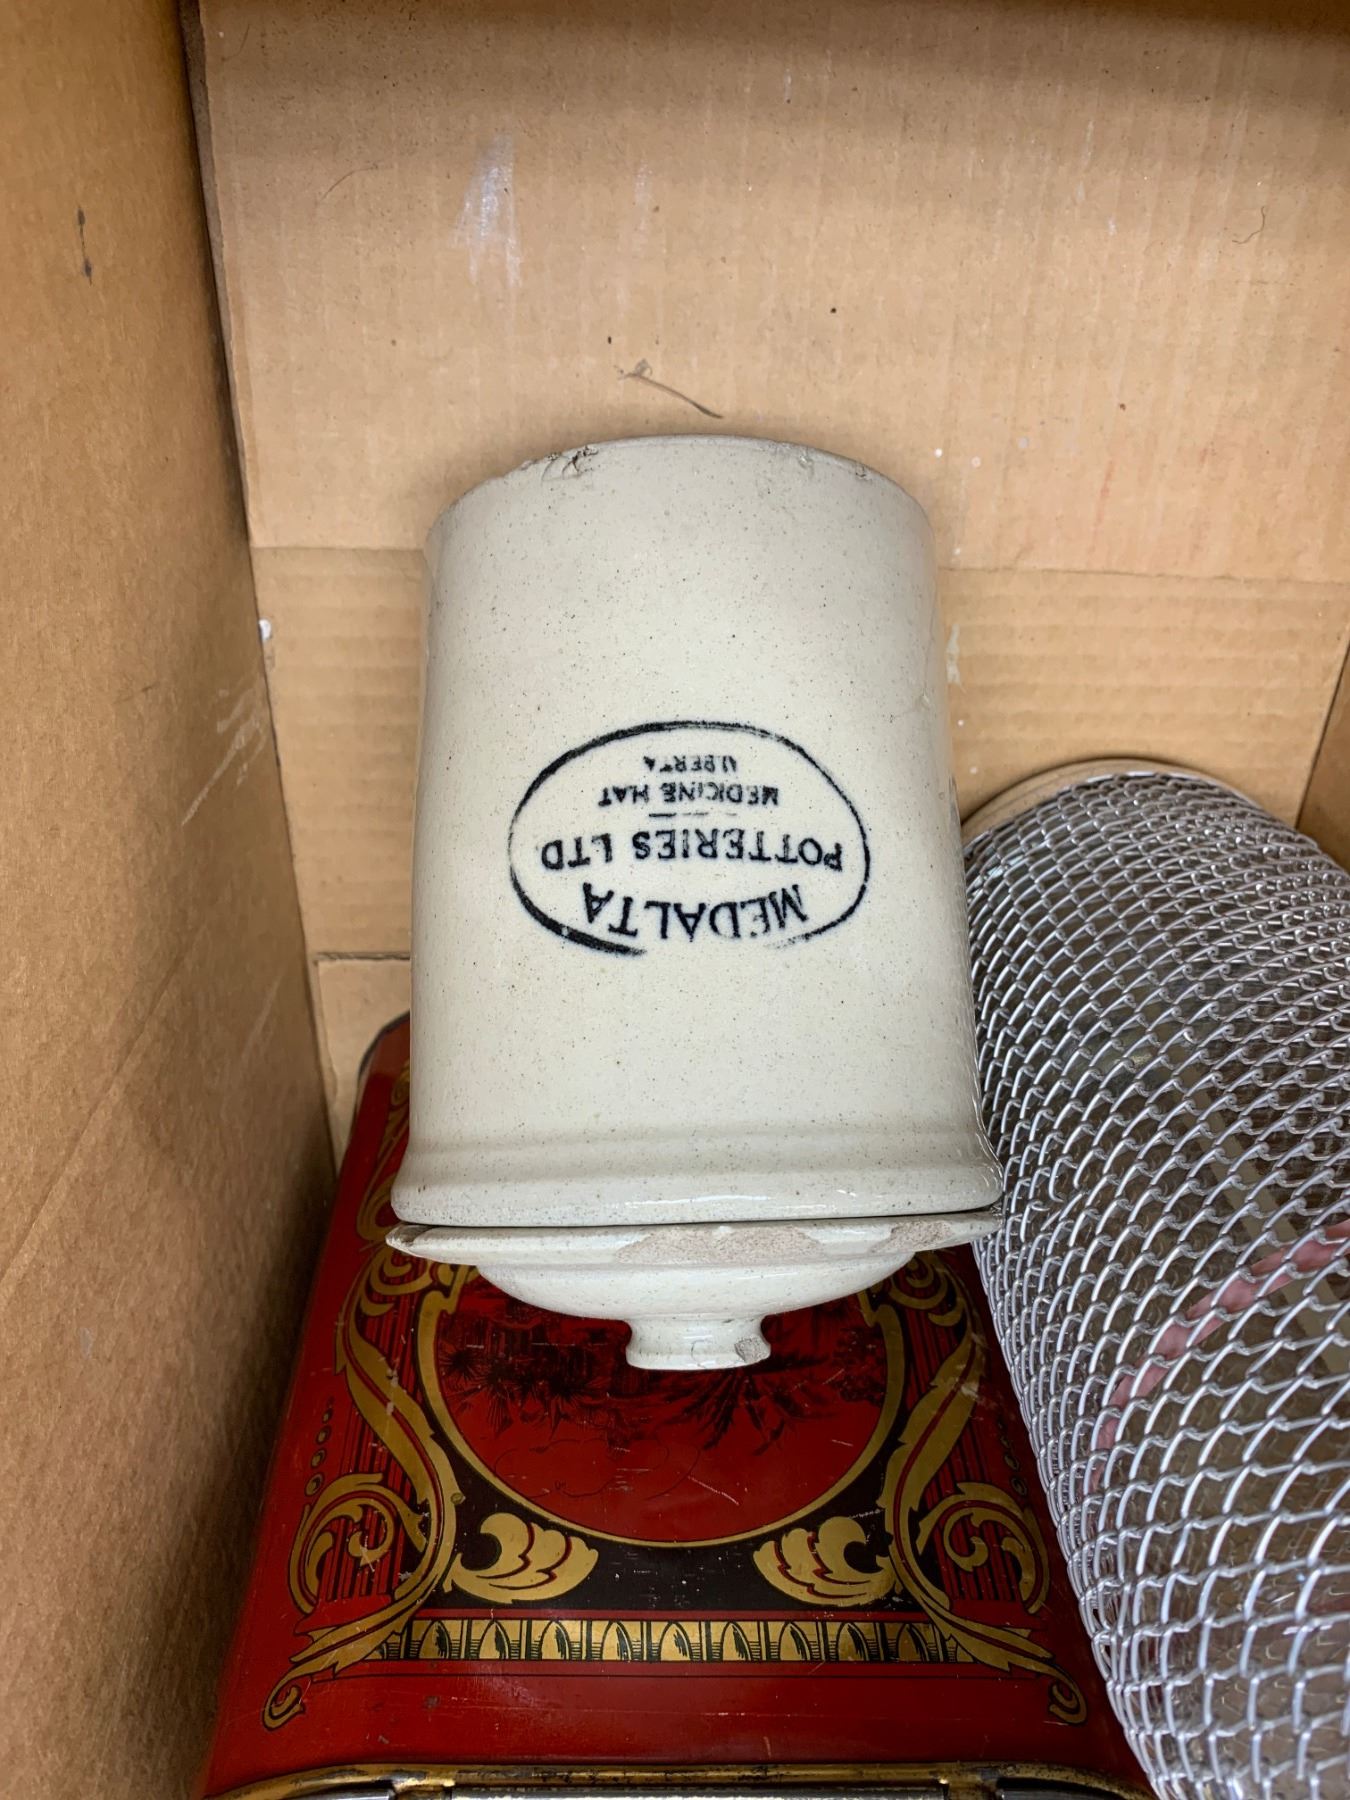 MEDALTA
POTTERIES LTD
MEDICINE HAT
ALBERTA